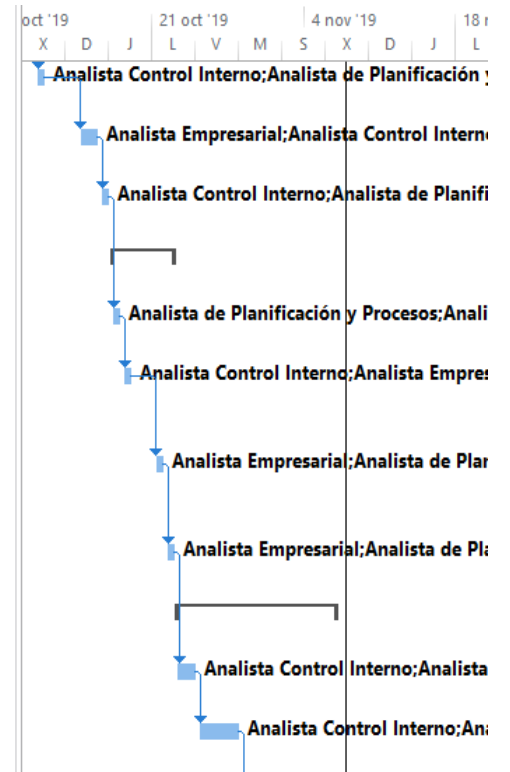 oct '19 21 oct '19 4 nov '19 18
X D J L V M S X D J L
Analista Control Interno;Analista de Planificación y
Analista Empresarial;Analista Control Intern
Analista Control Interno;Analista de Planifi
Analista de Planificación y Procesos;Anali
Analista Control Interno;Analista Empres
Analista Empresarial;Analista de Plan
Analista Empresarial;Analista de Pla
Analista Control Interno;Analista
Analista Control Interno;Ana